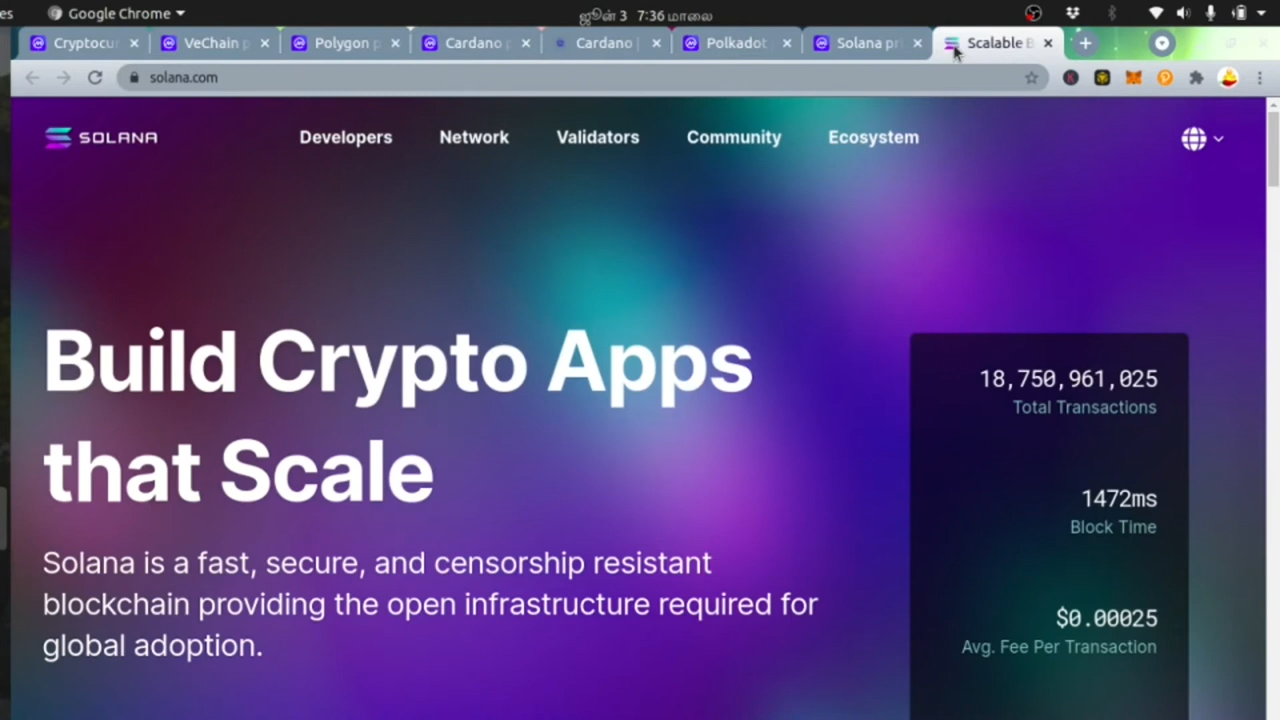 es Google Chrome ஜூன் 3 7:36 மாலை
Cryptocur VeChain p Polygon p Cardano p Cardano | Polkadot Solana pri Scalable B
solana.com
SOLANA Developers Network Validators Community Ecosystem
Build Crypto Apps
that Scale
Solana is a fast, secure, and censorship resistant
blockchain providing the open infrastructure required for
global adoption.
18,750,961,025
Total Transactions
1472ms
Block Time
$0.00025
Avg. Fee Per Transaction